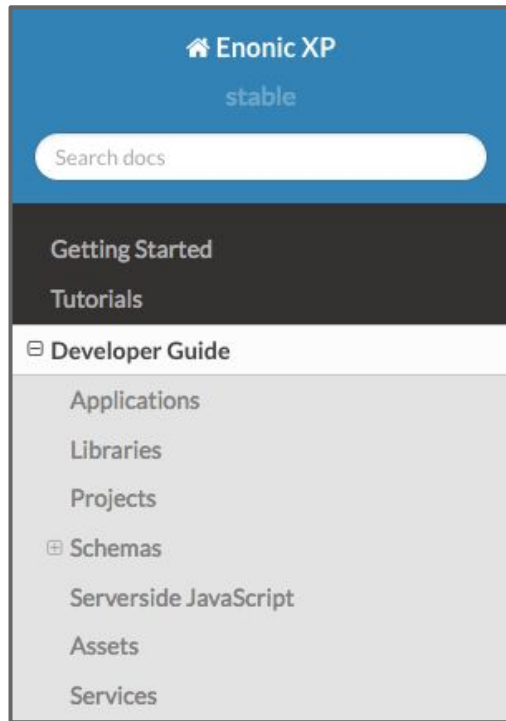 Enonic XP
stable
Search docs
Getting Started
Tutorials
Developer Guide
Applications
Libraries
Projects
Schemas
Serverside JavaScript
Assets
Services